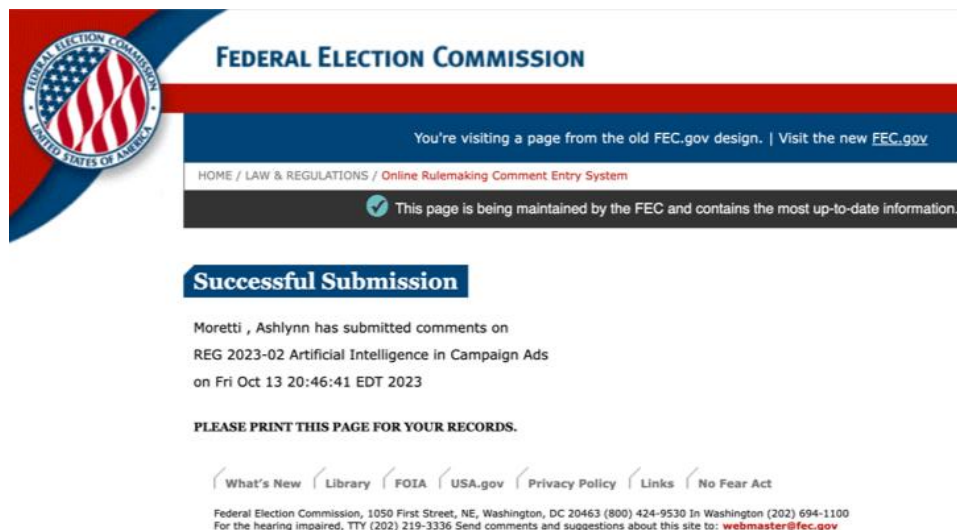 FEDERAL ELECTION COMMISSION
UNITED STATES OF AMERICA
FEDERAL ELECTION COMMISSION
You're visiting a page from the old FEC.gov design. | Visit the new FEC.gov
HOME / LAW & REGULATIONS / Online Rulemaking Comment Entry System
This page is being maintained by the FEC and contains the most up-to-date information.
Successful Submission
Moretti , Ashlynn has submitted comments on
REG 2023-02 Artificial Intelligence in Campaign Ads
on Fri Oct 13 20:46:41 EDT 2023
PLEASE PRINT THIS PAGE FOR YOUR RECORDS.
What's New Library FOIA USA.gov Privacy Policy Links No Fear Act
Federal Election Commission, 1050 First Street, NE, Washington, DC 20463 (800) 424-9530 In Washington (202) 694-1100
For the hearing impaired, TTY (202) 219-3336 Send comments and suggestions about this site to: webmaster@fec.gov